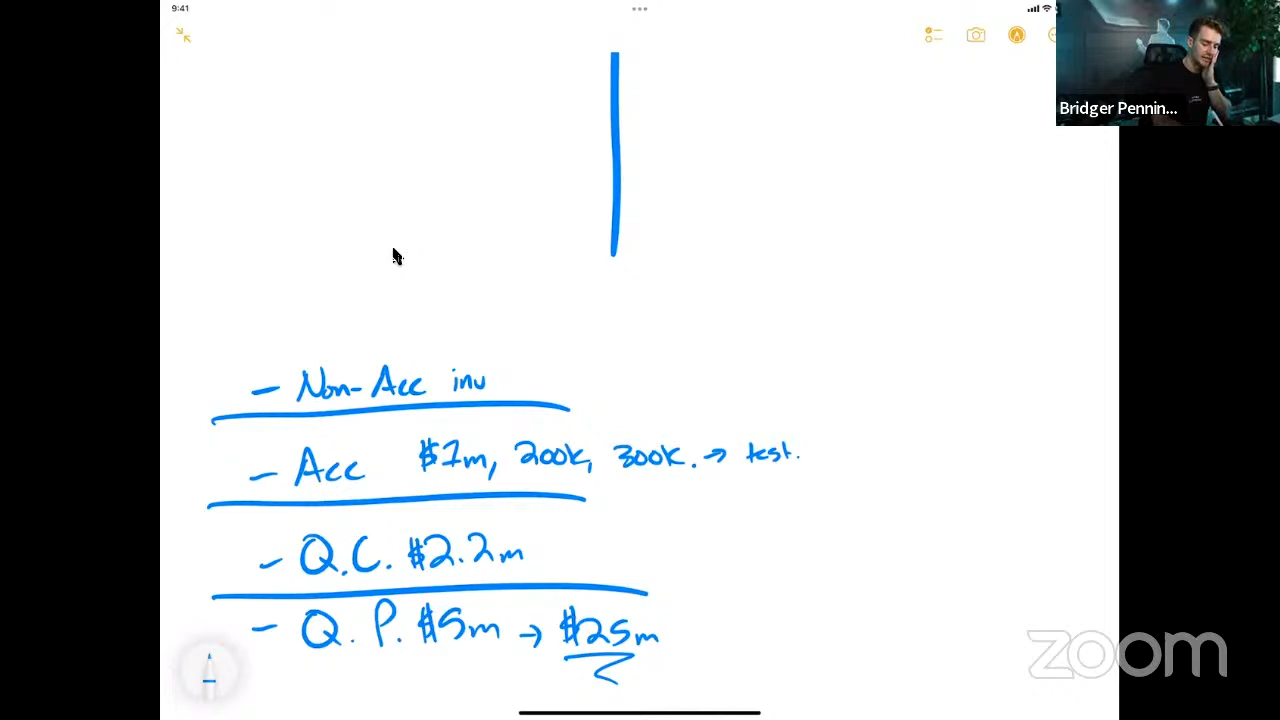 9:41
Bridger Pennin...
- Non-Acc inv
- Acc $1m, 200k, 300k. → test.
- Q.C. $2.2m
- Q.P. $5m → $25m
zoom